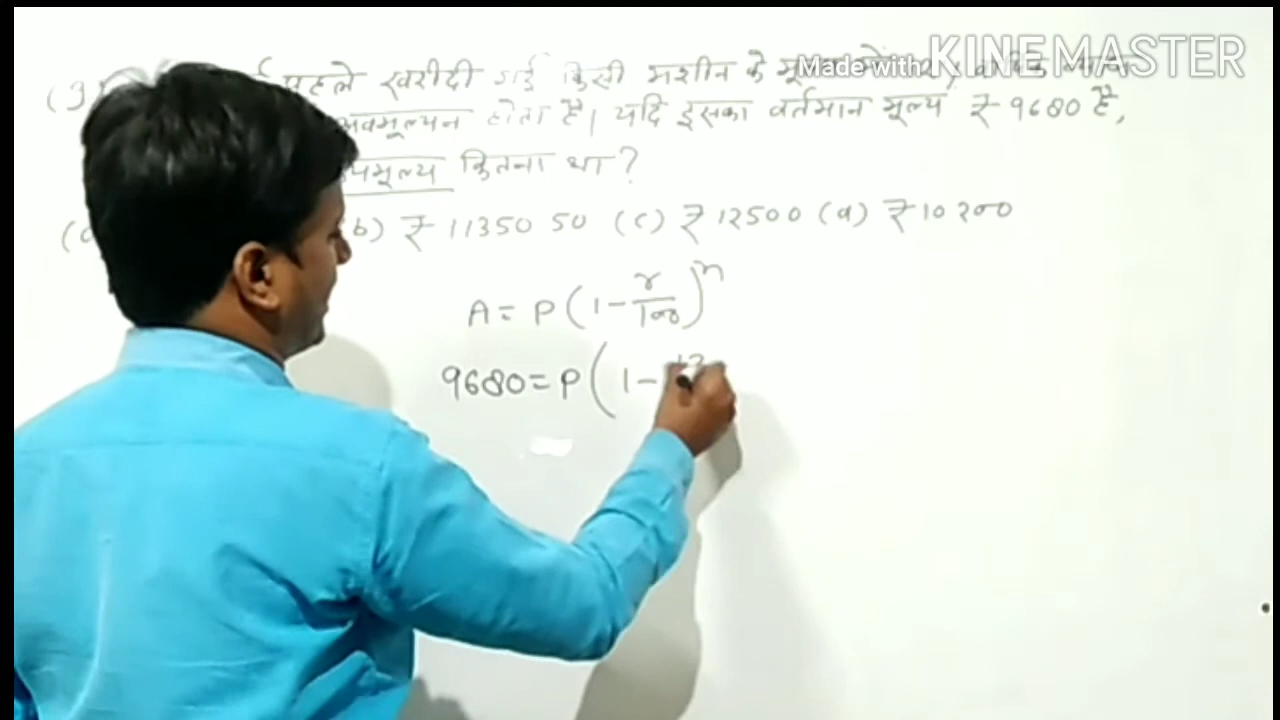 Made with KINEMASTER
(3) पहले खरीदी गई किसी मशीन के
अवमूल्यन होता है। यदि इसका वर्तमान मूल्य ₹ 9680 है,
कितना था?
b) ₹ 11350 50 (c) ₹ 12500 (d) ₹ 10200
A = P (1 - r/100)^n
9680 = P ( 1 -